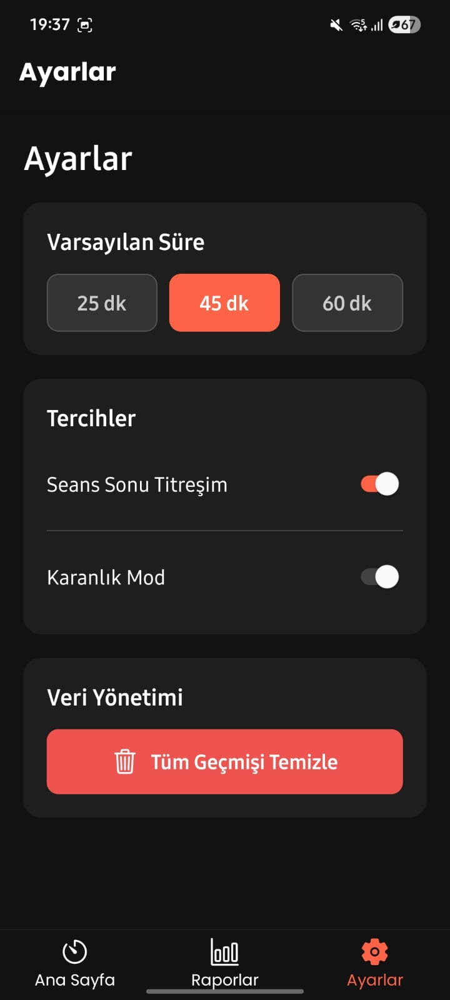 19:37
67
Ayarlar
Ayarlar
Varsayılan Süre
25 dk
45 dk
60 dk
Tercihler
Seans Sonu Titreşim
Karanlık Mod
Veri Yönetimi
Tüm Geçmişi Temizle
Ana Sayfa
Raporlar
Ayarlar